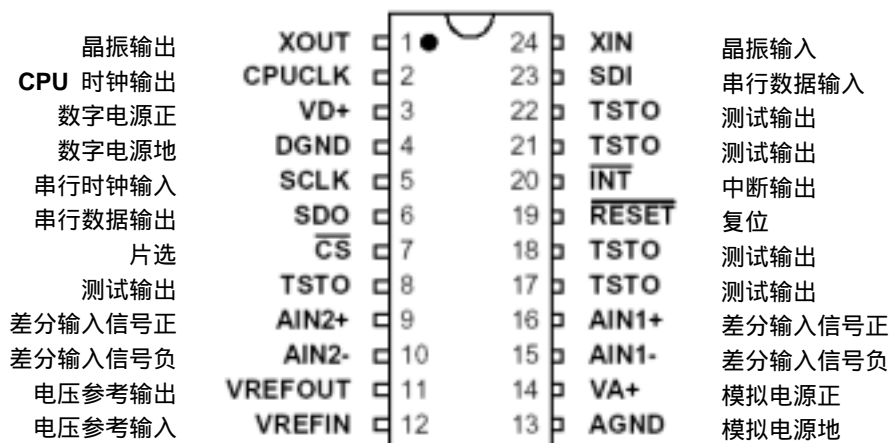 晶振输出 XOUT 1 24 XIN 晶振输入
CPU 时钟输出 CPUCLK 2 23 SDI 串行数据输入
数字电源正 VD+ 3 22 TSTO 测试输出
数字电源地 DGND 4 21 TSTO 测试输出
串行时钟输入 SCLK 5 20 INT 中断输出
串行数据输出 SDO 6 19 RESET 复位
片选 CS 7 18 TSTO 测试输出
测试输出 TSTO 8 17 TSTO 测试输出
差分输入信号正 AIN2+ 9 16 AIN1+ 差分输入信号正
差分输入信号负 AIN2- 10 15 AIN1- 差分输入信号负
电压参考输出 VREFOUT 11 14 VA+ 模拟电源正
电压参考输入 VREFIN 12 13 AGND 模拟电源地